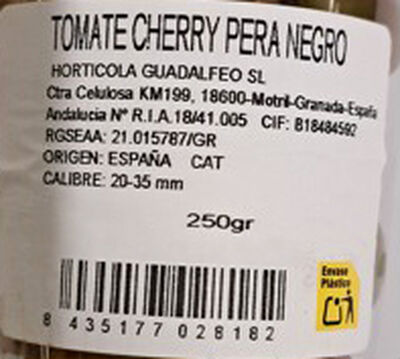 TOMATE CHERRY PERA NEGRO
HORTICOLA GUADALFEO SL
Ctra Celulosa KM199, 18600-Motril-Granada-España
Andalucia Nº R.I.A.18/41.005 CIF: B18484592
RGSEAA: 21.015787/GR
ORIGEN: ESPAÑA CAT
CALIBRE: 20-35 mm
250gr
Envase
Plástico
8 435177 028182